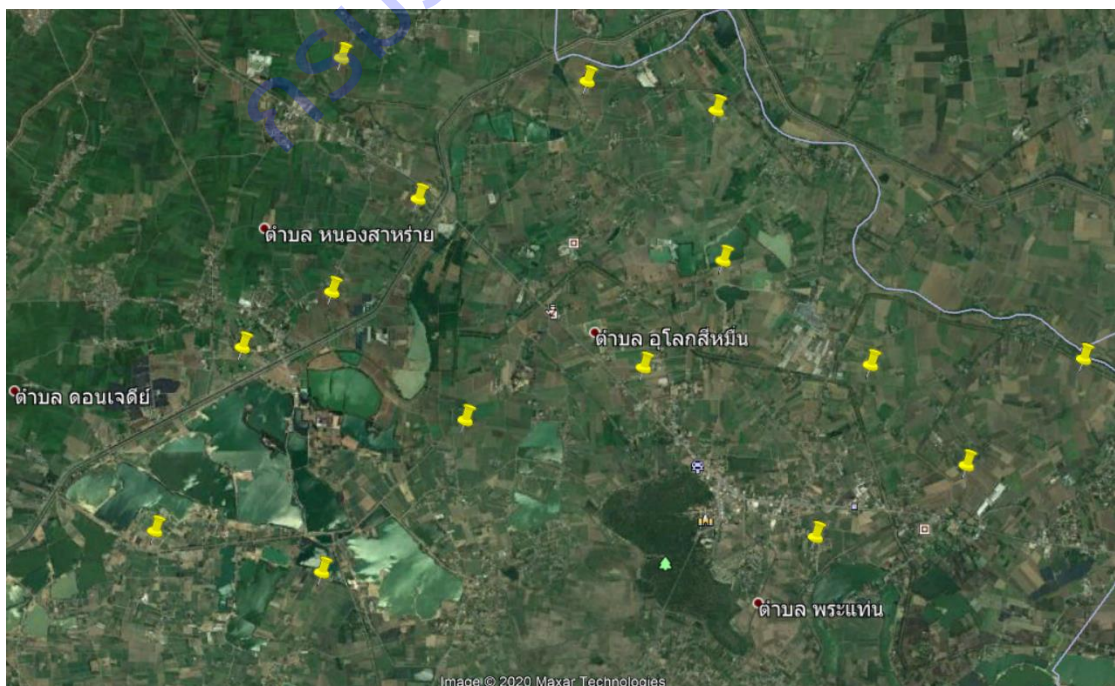 ตำบล หนองสาหร่าย
ตำบล อุโลกสี่หมื่น
ตำบล ดอนเจดีย์
ตำบล พระแท่น
Image © 2020 Maxar Technologies